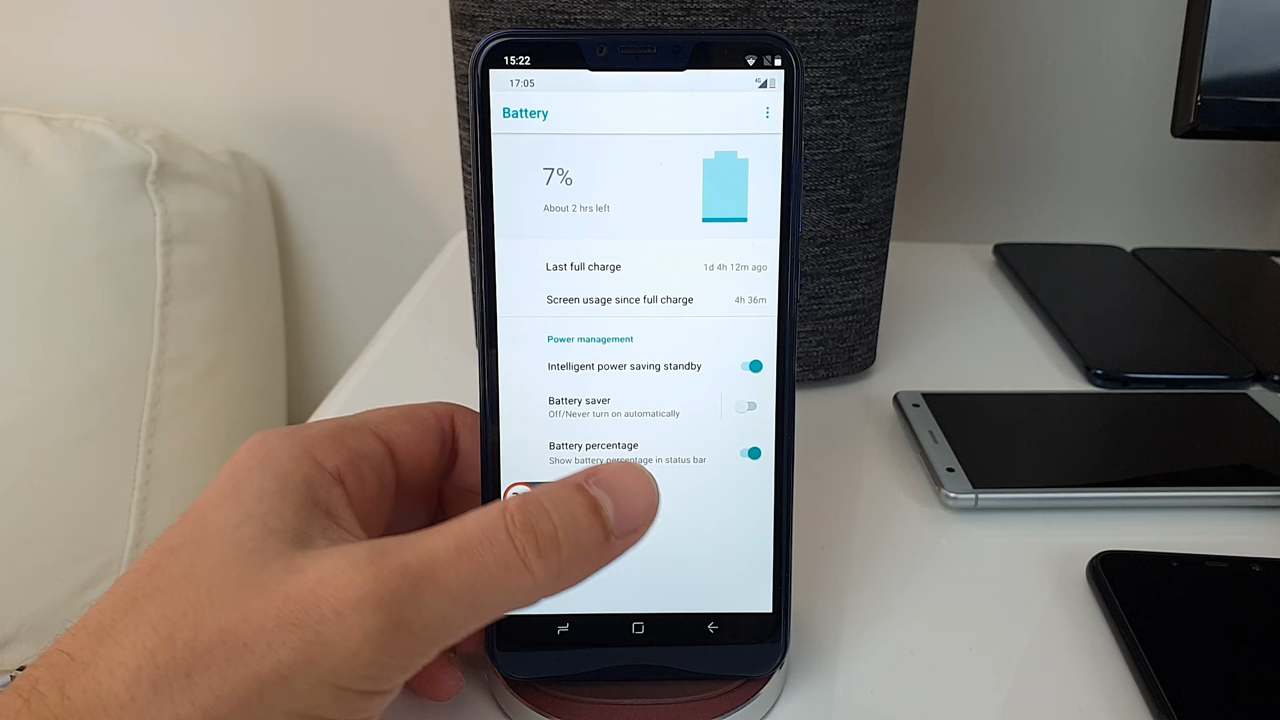 15:22
17:05
4G
Battery
7%
About 2 hrs left
Last full charge 1d 4h 12m ago
Screen usage since full charge 4h 36m
Power management
Intelligent power saving standby
Battery saver
Off/Never turn on automatically
Battery percentage
Show battery percentage in status bar